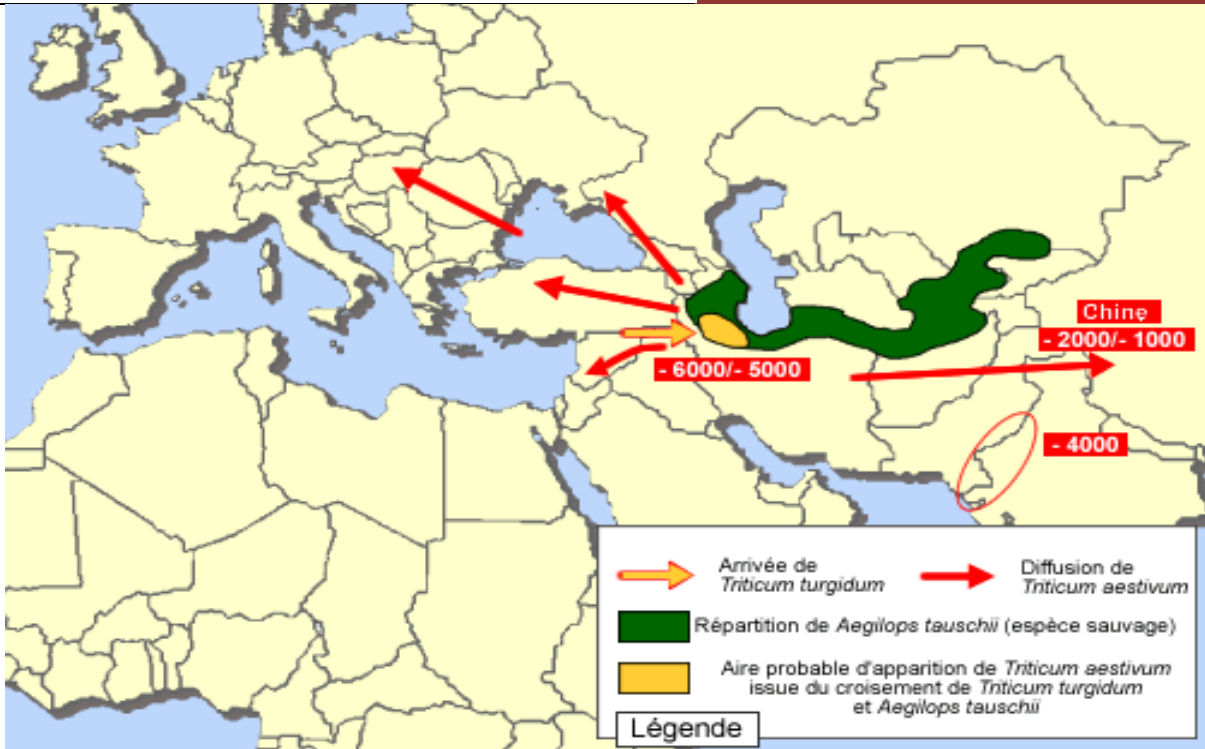 Chine
- 2000/- 1000
- 6000/- 5000
- 4000
Arrivée de
Triticum turgidum
Diffusion de
Triticum aestivum
Répartition de Aegilops tauschii (espèce sauvage)
Aire probable d'apparition de Triticum aestivum
issue du croisement de Triticum turgidum
et Aegilops tauschii
Légende